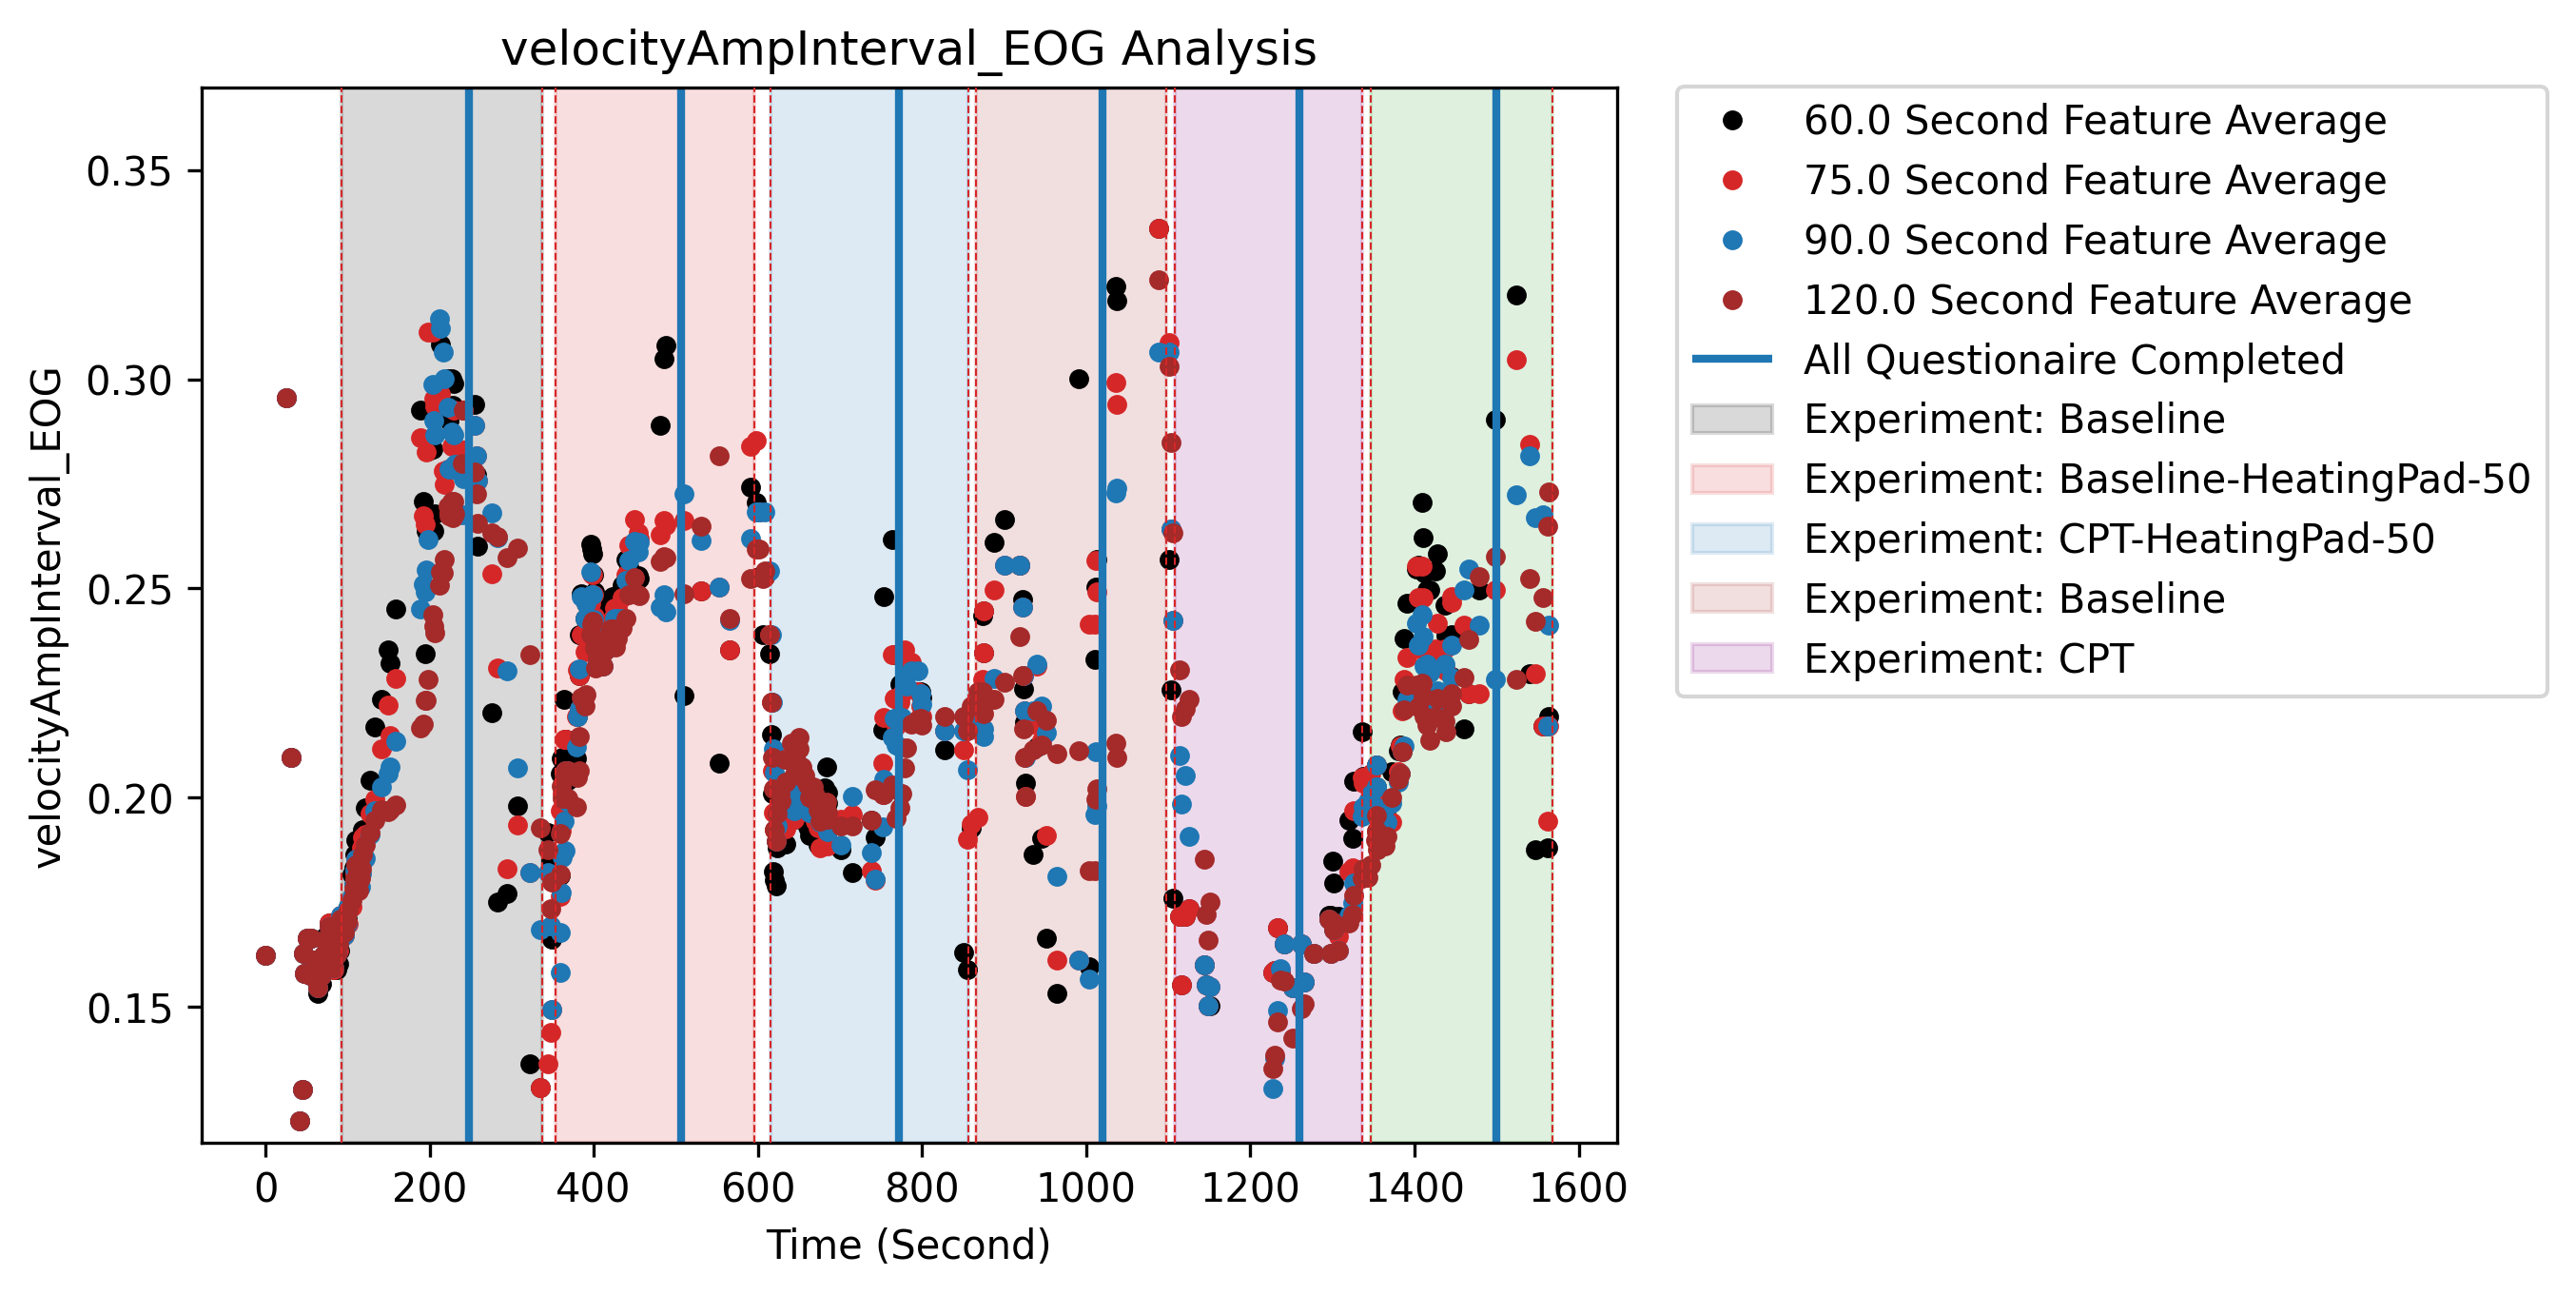 velocityAmpInterval_EOG Analysis
velocityAmpInterval_EOG
0.35
0.30
0.25
0.20
0.15
0 200 400 600 800 1000 1200 1400 1600
Time (Second)
60.0 Second Feature Average
75.0 Second Feature Average
90.0 Second Feature Average
120.0 Second Feature Average
All Questionaire Completed
Experiment: Baseline
Experiment: Baseline-HeatingPad-50
Experiment: CPT-HeatingPad-50
Experiment: Baseline
Experiment: CPT